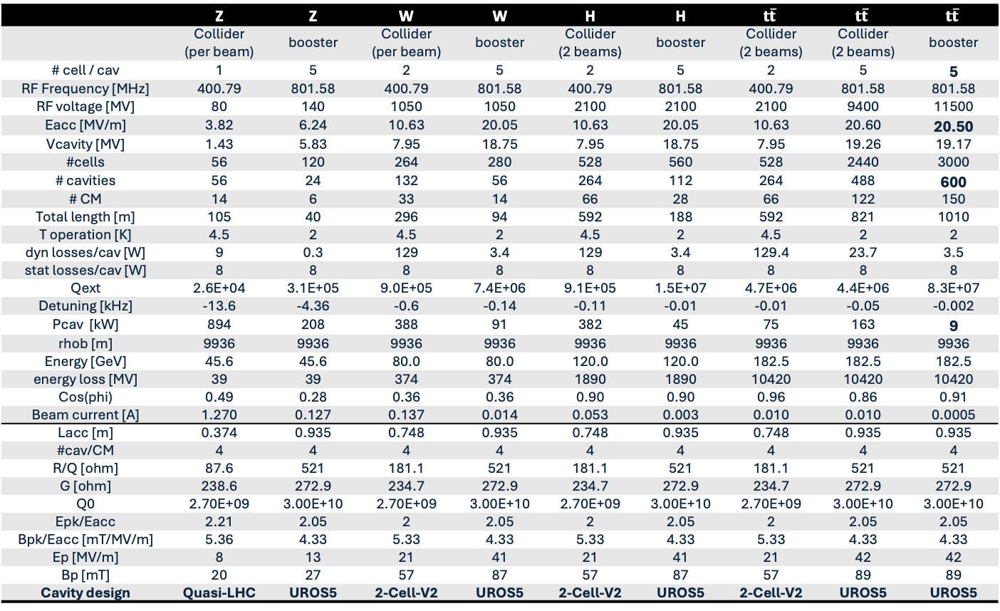 Z Z W W H H tt̄ tt̄ tt̄
Collider (per beam) booster Collider (per beam) booster Collider (2 beams) booster Collider (2 beams) Collider (2 beams) booster
# cell / cav 1 5 2 5 2 5 2 5 5
RF Frequency [MHz] 400.79 801.58 400.79 801.58 400.79 801.58 400.79 801.58 801.58
RF voltage [MV] 80 140 1050 1050 2100 2100 2100 9400 11500
Eacc [MV/m] 3.82 6.24 10.63 20.05 10.63 20.05 10.63 20.60 20.50
Vcavity [MV] 1.43 5.83 7.95 18.75 7.95 18.75 7.95 19.26 19.17
#cells 56 120 264 280 528 560 528 2440 3000
# cavities 56 24 132 56 264 112 264 488 600
# CM 14 6 33 14 66 28 66 122 150
Total length [m] 105 40 296 94 592 188 592 821 1010
T operation [K] 4.5 2 4.5 2 4.5 2 4.5 2 2
dyn losses/cav [W] 9 0.3 129 3.4 129 3.4 129.4 23.7 3.5
stat losses/cav [W] 8 8 8 8 8 8 8 8 8
Qext 2.6E+04 3.1E+05 9.0E+05 7.4E+06 9.1E+05 1.5E+07 4.7E+06 4.4E+06 8.3E+07
Detuning [kHz] -13.6 -4.36 -0.6 -0.14 -0.11 -0.01 -0.01 -0.05 -0.002
Pcav [kW] 894 208 388 91 382 45 75 163 9
rhob [m] 9936 9936 9936 9936 9936 9936 9936 9936 9936
Energy [GeV] 45.6 45.6 80.0 80.0 120.0 120.0 182.5 182.5 182.5
energy loss [MV] 39 39 374 374 1890 1890 10420 10420 10420
Cos(phi) 0.49 0.28 0.36 0.36 0.90 0.90 0.96 0.86 0.91
Beam current [A] 1.270 0.127 0.137 0.014 0.053 0.003 0.010 0.010 0.0005
Lacc [m] 0.374 0.935 0.748 0.935 0.748 0.935 0.748 0.935 0.935
#cav/CM 4 4 4 4 4 4 4 4 4
R/Q [ohm] 87.6 521 181.1 521 181.1 521 181.1 521 521
G [ohm] 238.6 272.9 234.7 272.9 234.7 272.9 234.7 272.9 272.9
Q0 2.70E+09 3.00E+10 2.70E+09 3.00E+10 2.70E+09 3.00E+10 2.70E+09 3.00E+10 3.00E+10
Epk/Eacc 2.21 2.05 2 2.05 2 2.05 2 2.05 2.05
Bpk/Eacc [mT/MV/m] 5.36 4.33 5.33 4.33 5.33 4.33 5.33 4.33 4.33
Ep [MV/m] 8 13 21 41 21 41 21 42 42
Bp [mT] 20 27 57 87 57 87 57 89 89
Cavity design Quasi-LHC UROS5 2-Cell-V2 UROS5 2-Cell-V2 UROS5 2-Cell-V2 UROS5 UROS5